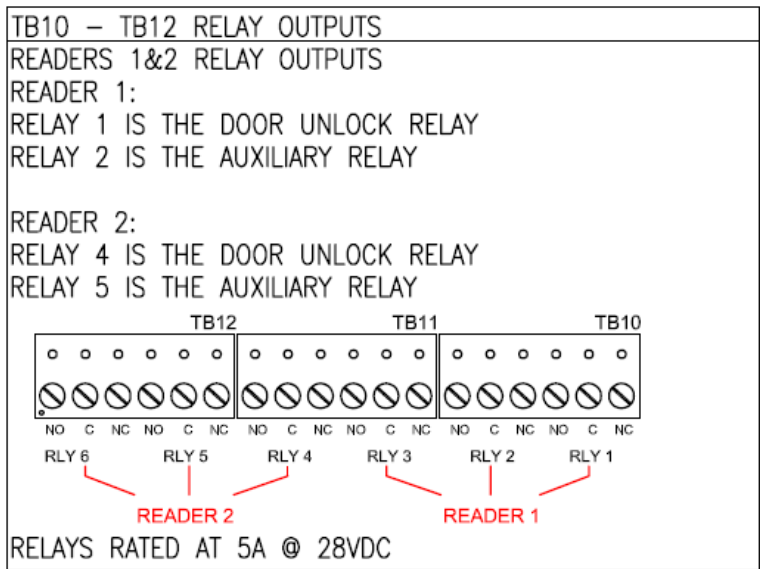 TB10 – TB12 RELAY OUTPUTS
READERS 1&2 RELAY OUTPUTS
READER 1:
RELAY 1 IS THE DOOR UNLOCK RELAY
RELAY 2 IS THE AUXILIARY RELAY
READER 2:
RELAY 4 IS THE DOOR UNLOCK RELAY
RELAY 5 IS THE AUXILIARY RELAY
TB12 TB11 TB10
NO C NC NO C NC NO C NC NO C NC NO C NC NO C NC
RLY 6 RLY 5 RLY 4 RLY 3 RLY 2 RLY 1
READER 2 READER 1
RELAYS RATED AT 5A @ 28VDC